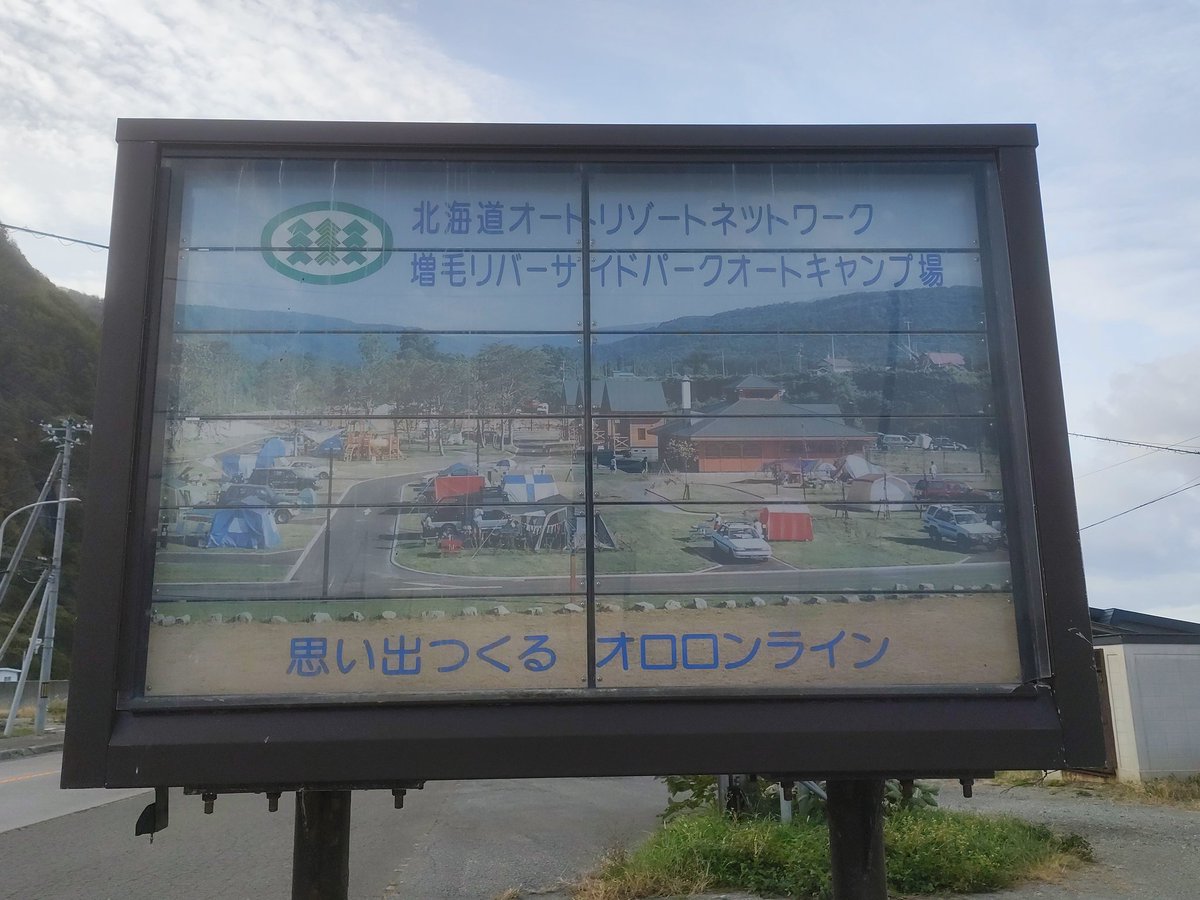 北海道オートリゾートネットワーク
増毛リバーサイドパークオートキャンプ場
思い出つくる オロロンライン